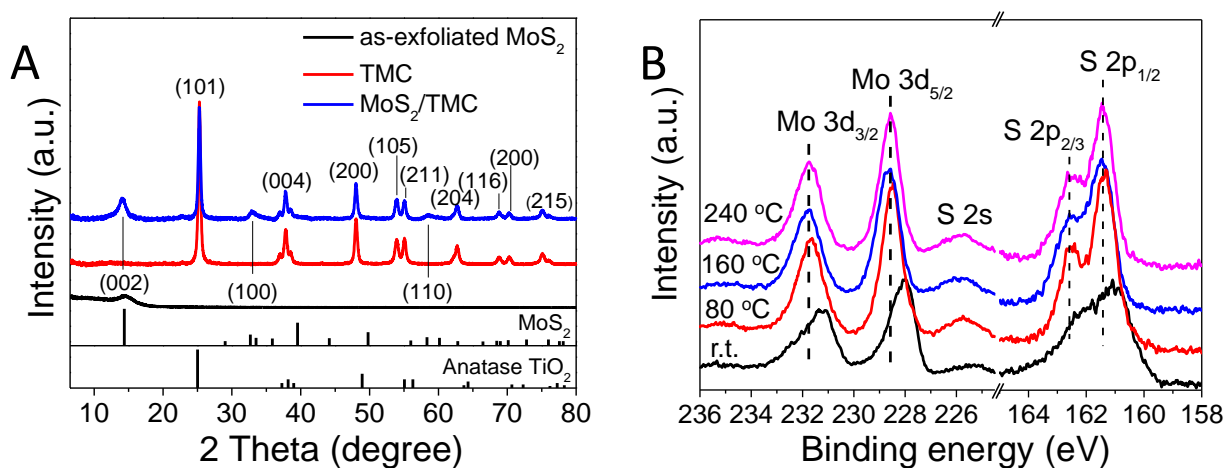 A
as-exfoliated MoS2
TMC
MoS2/TMC
(101)
(004)
(200)
(105)
(211)
(204)
(116)
(200)
(215)
(002)
(100)
(110)
MoS2
Anatase TiO2
Intensity (a.u.)
10 20 30 40 50 60 70 80
2 Theta (degree)
B
S 2p1/2
Mo 3d5/2
Mo 3d3/2
S 2p2/3
S 2s
240 °C
160 °C
80 °C
r.t.
Intensity (a.u.)
236 234 231 228 226 164 162 160 158
Binding energy (eV)